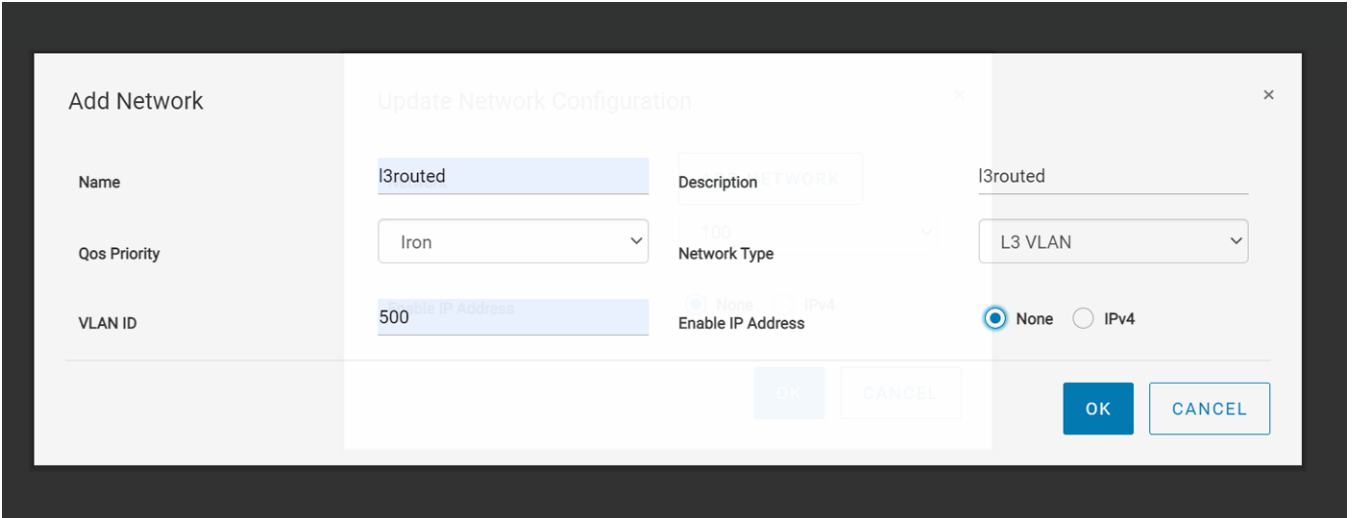 Add Network
Update Network Configuration
×
×
Name
l3routed
Description
l3routed
NETWORK
Qos Priority
Iron
100
Network Type
L3 VLAN
VLAN ID
500
Enable IP Address
None
IPv4
Enable IP Address
None
IPv4
OK
CANCEL
OK
CANCEL